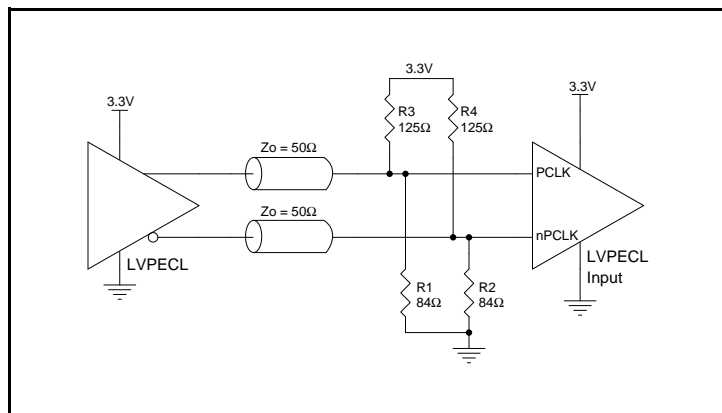 3.3V
3.3V
3.3V
R3
125Ω
R4
125Ω
Zo = 50Ω
PCLK
Zo = 50Ω
nPCLK
LVPECL
LVPECL
Input
R1
84Ω
R2
84Ω